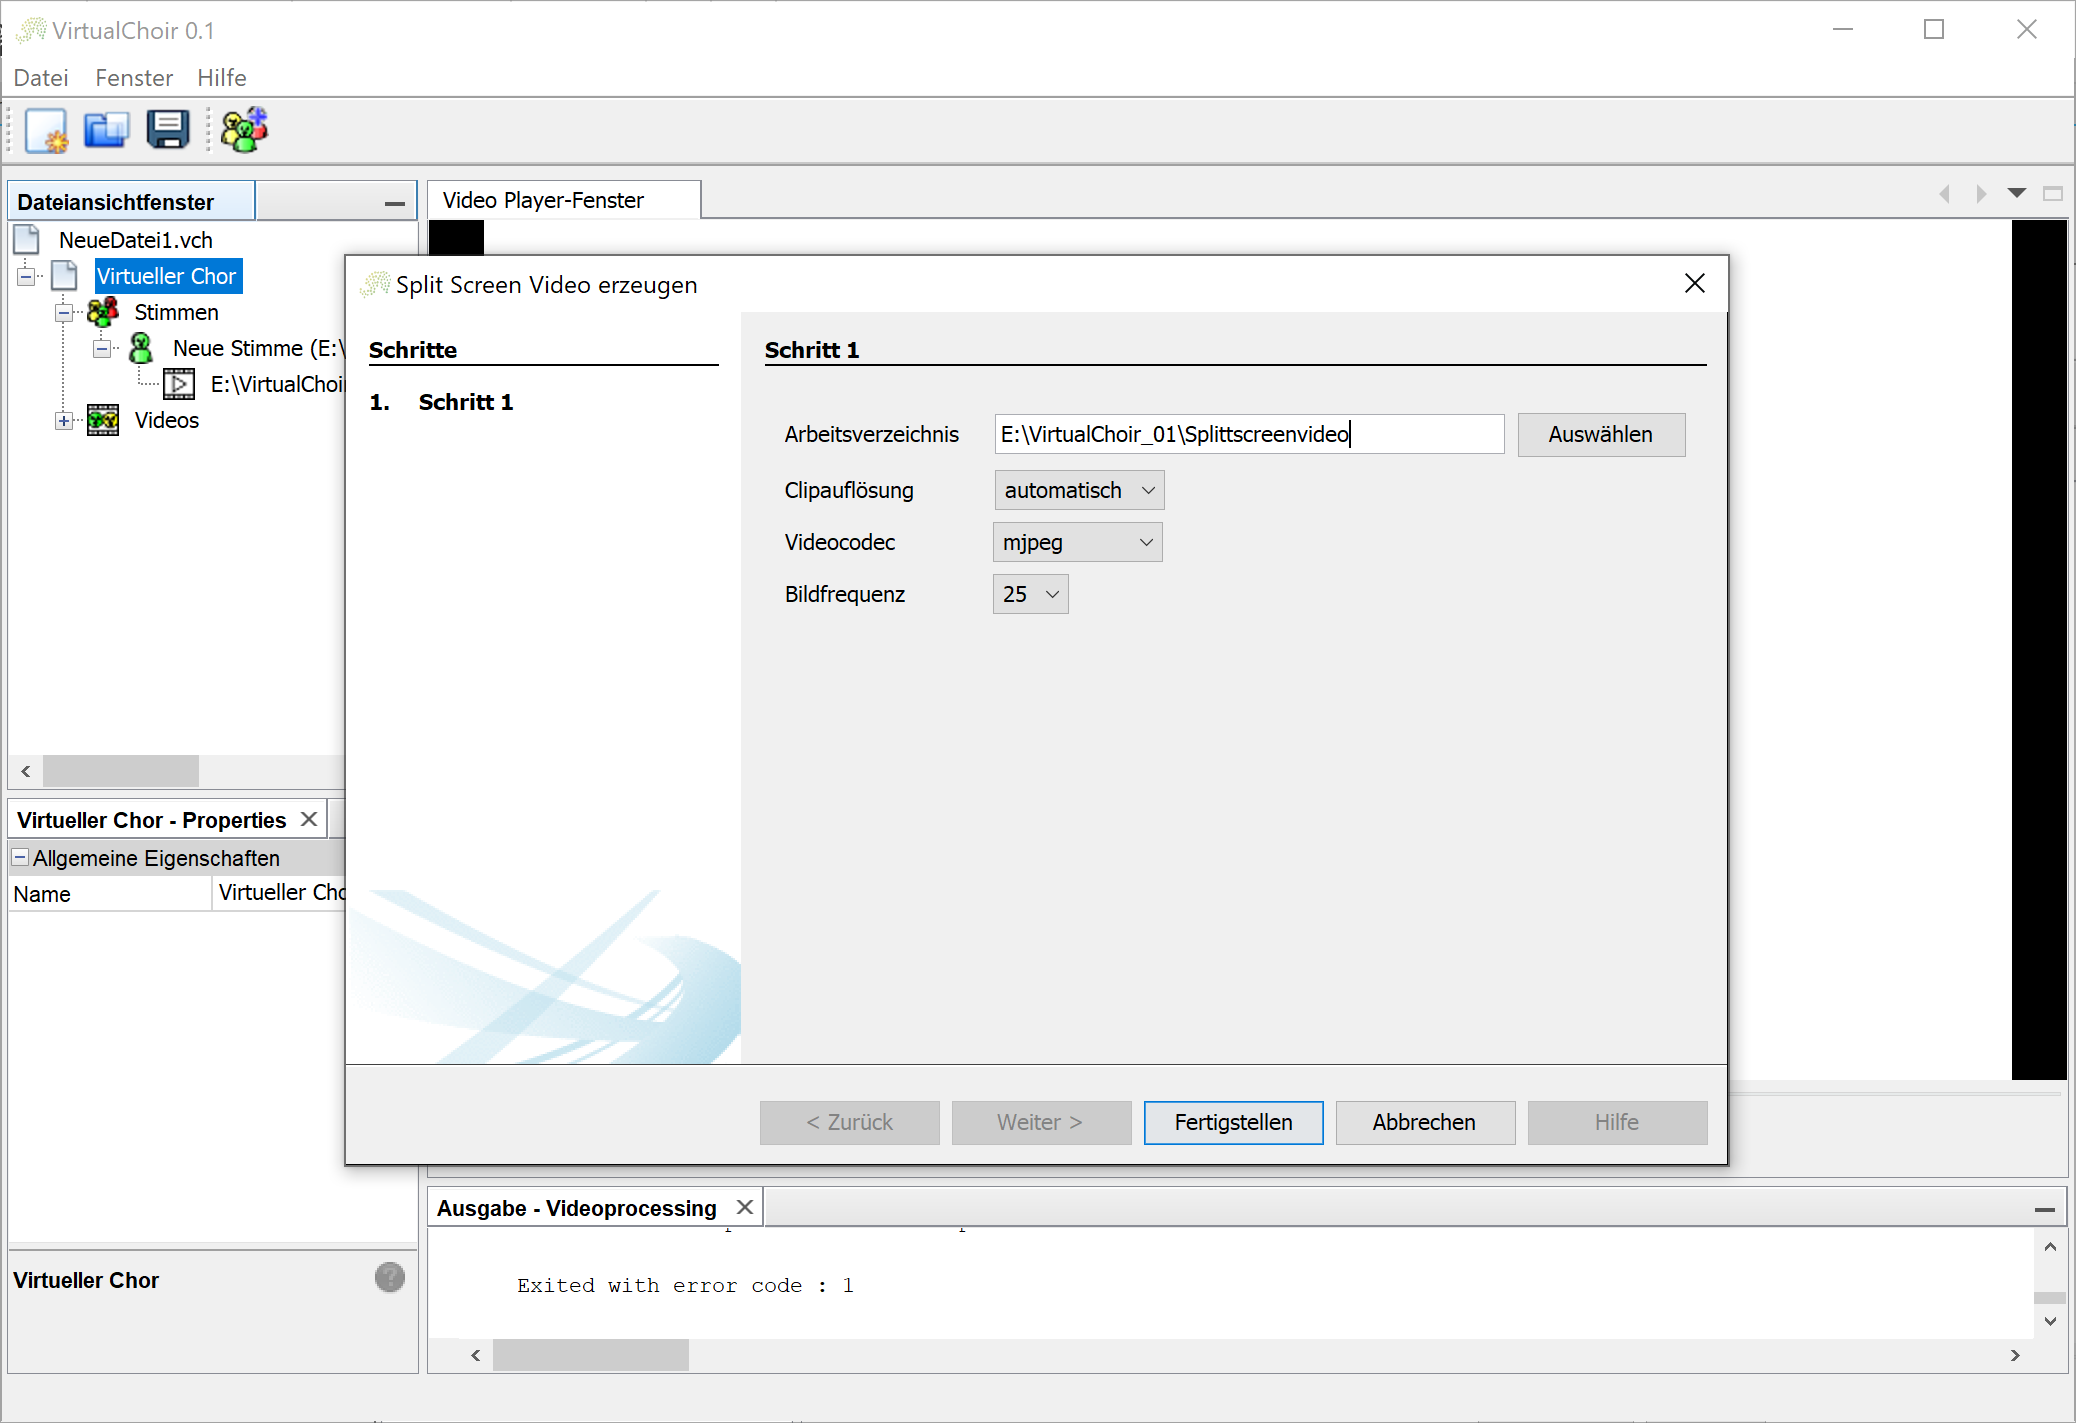 VirtualChoir 0.1
Datei Fenster Hilfe
Dateiansichtfenster
Video Player-Fenster
NeueDatei1.vch
Virtueller Chor
Stimmen
Neue Stimme (E:\
E:\VirtualChoir
Videos
Split Screen Video erzeugen
Schritte
1. Schritt 1
Schritt 1
Arbeitsverzeichnis E:\VirtualChoir_01\Splittscreenvideo Auswählen
Clipauflösung automatisch
Videocodec mjpeg
Bildfrequenz 25
< Zurück Weiter > Fertigstellen Abbrechen Hilfe
Virtueller Chor - Properties
Allgemeine Eigenschaften
Name Virtueller Cho
Virtueller Chor
?
Ausgabe - Videoprocessing
Exited with error code : 1